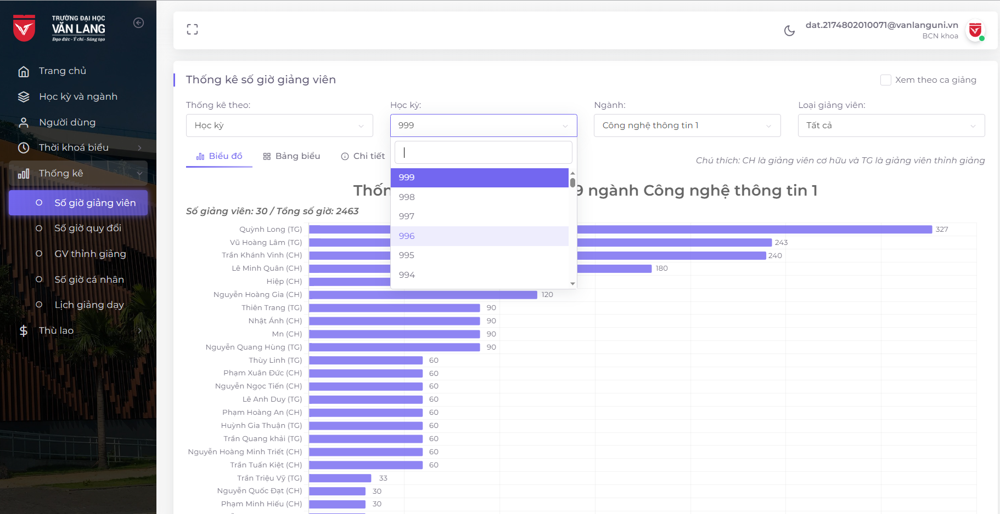 TRƯỜNG ĐẠI HỌC
VĂN LANG
Đạo đức - Ý chí - Sáng tạo
Trang chủ
Học kỳ và ngành
Người dùng
Thời khoá biểu
Thống kê
Số giờ giảng viên
Số giờ quy đổi
GV thỉnh giảng
Số giờ cá nhân
Lịch giảng dạy
Thù lao
dat.2174802010071@vanlanguni.vn
BCN khoa
Thống kê số giờ giảng viên
Xem theo ca giảng
Thống kê theo:
Học kỳ
Học kỳ:
999
Ngành:
Công nghệ thông tin 1
Loại giảng viên:
Tất cả
999
998
997
996
995
994
Biểu đồ
Bảng biểu
Chi tiết
Chú thích: CH là giảng viên cơ hữu và TG là giảng viên thỉnh giảng
9 ngành Công nghệ thông tin 1
Số giảng viên: 30 / Tổng số giờ: 2463
Quỳnh Long (TG) 327
Vũ Hoàng Lâm (TG) 243
Trần Khánh Vinh (CH) 240
Lê Minh Quân (CH) 180
Hiệp (CH)
Nguyễn Hoàng Gia (CH) 120
Thiên Trang (TG) 90
Nhật Ánh (CH) 90
Mn (CH) 90
Nguyễn Quang Hùng (TG) 90
Thùy Linh (TG) 60
Phạm Xuân Đức (CH) 60
Nguyễn Ngọc Tiến (CH) 60
Lê Anh Duy (TG) 60
Phạm Hoàng An (CH) 60
Huỳnh Gia Thuận (TG) 60
Trần Quang khải (TG) 60
Nguyễn Hoàng Minh Triết (CH) 60
Trần Tuấn Kiệt (CH) 60
Trần Triệu Vỹ (TG) 33
Nguyễn Quốc Đạt (CH) 30
Phạm Minh Hiếu (CH) 30